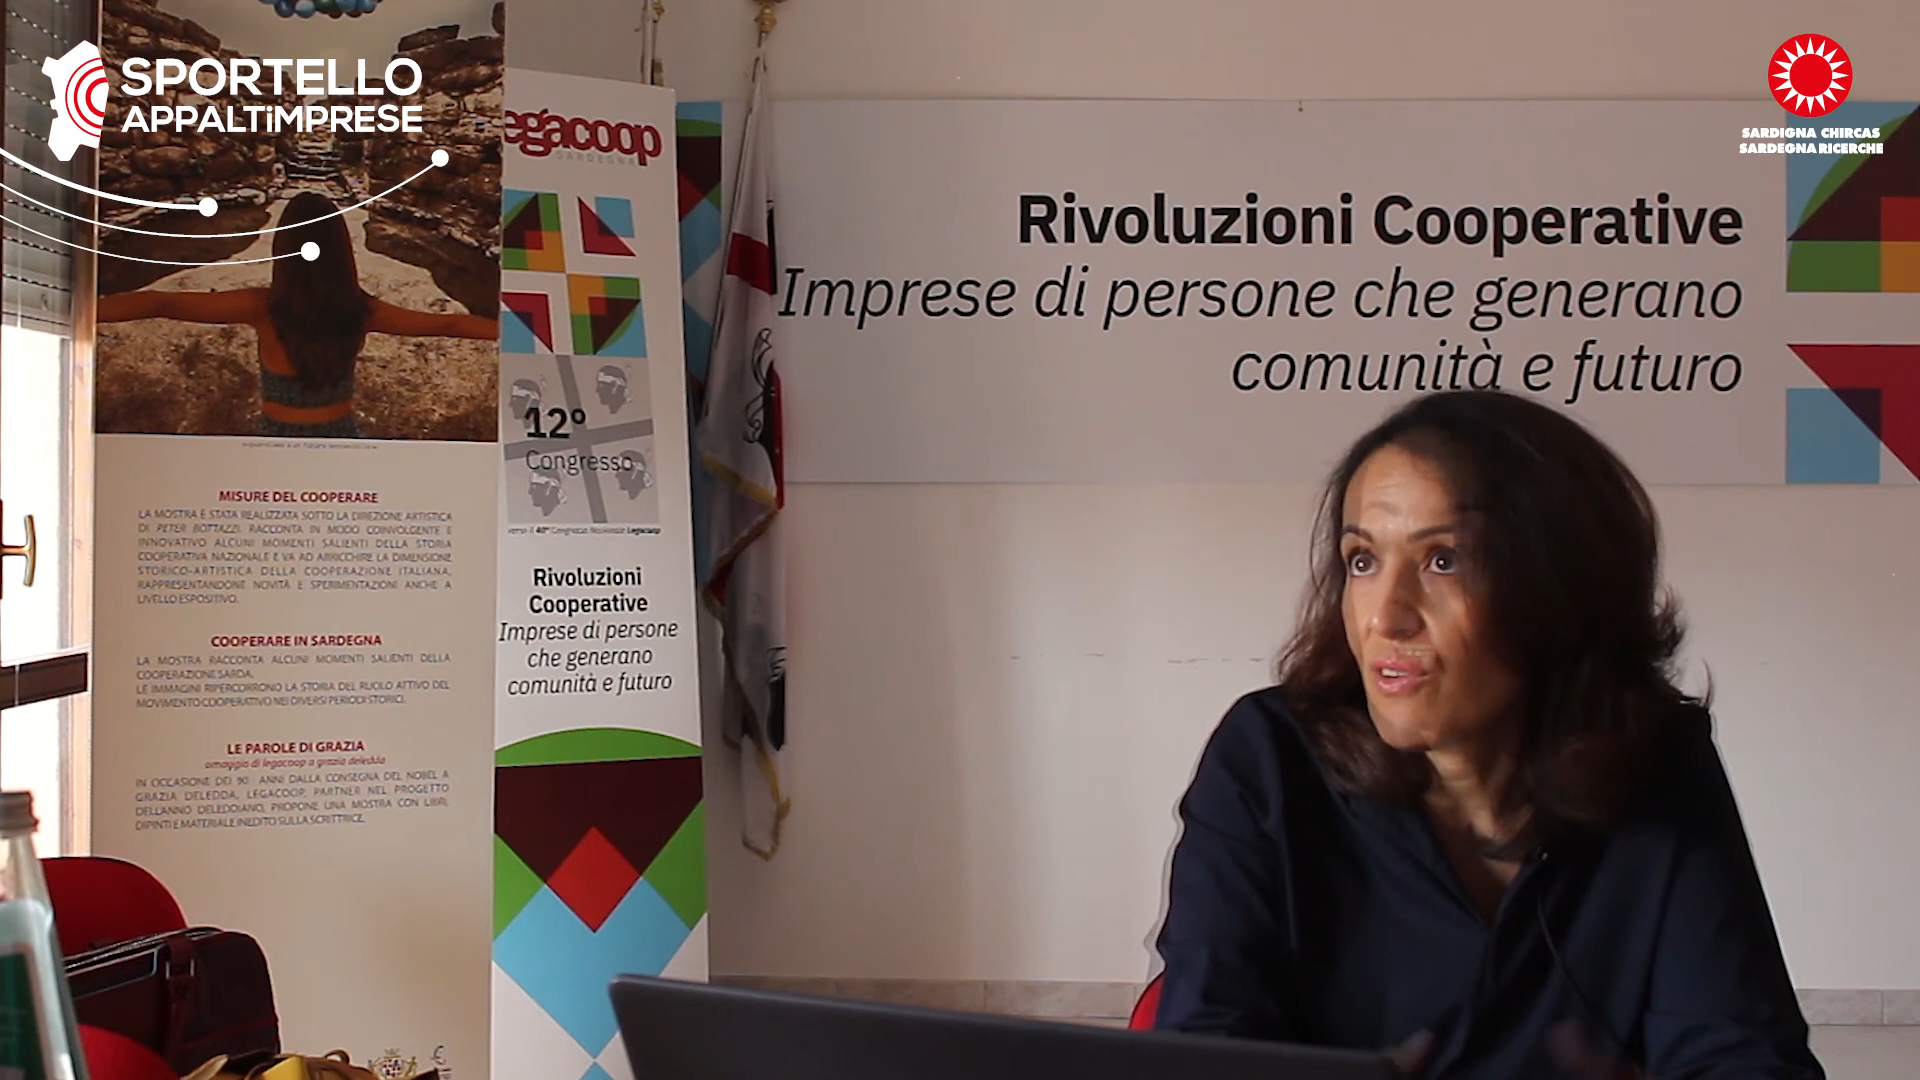 SPORTELLO
APPALTiMPRESE
SARDIGNA CHIRCAS
SARDEGNA RICERCHE
Rivoluzioni Cooperative
Imprese di persone che generano
comunità e futuro
egacoop
SARDEGNA
12°
Congresso
verso il 40° Congresso Nazionale Legacoop
Rivoluzioni
Cooperative
Imprese di persone
che generano
comunità e futuro
MISURE DEL COOPERARE
LA MOSTRA È STATA REALIZZATA SOTTO LA DIREZIONE ARTISTICA
DI PETER BOTTAZZI. RACCONTA IN MODO COINVOLGENTE E
INNOVATIVO ALCUNI MOMENTI SALIENTI DELLA STORIA
COOPERATIVA NAZIONALE E VA AD ARRICCHIRE LA DIMENSIONE
STORICO-ARTISTICA DELLA COOPERAZIONE ITALIANA,
RAPPRESENTANDONE NOVITÀ E SPERIMENTAZIONI ANCHE A
LIVELLO ESPOSITIVO.
COOPERARE IN SARDEGNA
LA MOSTRA RACCONTA ALCUNI MOMENTI SALIENTI DELLA
COOPERAZIONE SARDA.
LE IMMAGINI RIPERCORRONO LA STORIA DEL RUOLO ATTIVO DEL
MOVIMENTO COOPERATIVO NEI DIVERSI PERIODI STORICI.
LE PAROLE DI GRAZIA
omaggio di legacoop a grazia deledda
IN OCCASIONE DEI 90 ANNI DALLA CONSEGNA DEL NOBEL A
GRAZIA DELEDDA, LEGACOOP, PARTNER NEL PROGETTO
DELL'ANNO DELEDDIANO, PROPONE UNA MOSTRA CON LIBRI,
DIPINTI E MATERIALE INEDITO SULLA SCRITTRICE.